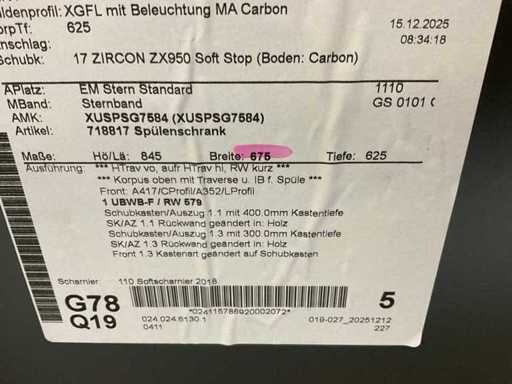 ldenprofil: XGFL mit Beleuchtung MA Carbon
orpTf: 625
15.12.2025
nschlag:
08:34:18
chubk: 17 ZIRCON ZX950 Soft Stop (Boden: Carbon)
APlatz: EM Stern Standard 1110
MBand: Sternband GS 0101
AMK: XUSPSG7584 (XUSPSG7584)
Artikel: 718817 Spülenschrank
Maße: Hö/Lä: 845 Breite: 675 Tiefe: 625
Ausführung: *** HTrav vo, aufr HTrav hi, RW kurz ***
*** Korpus oben mit Traverse u. IB f. Spüle ***
Front: A417/CProfil/A352/LProfil
1 UBWB-F / RW 579
Schubkasten/Auszug 1.1 mit 400.0mm Kastentiefe
SK/AZ 1.1 Rückwand geändert in: Holz
Schubkasten/Auszug 1.3 mit 300.0mm Kastentiefe
SK/AZ 1.3 Rückwand geändert in: Holz
Front 1.3 Kastenart geändert auf Schubkasten
Scharnier: 110 Softscharnier 2018
G78
Q19
5
*024115786920002072*
024.024.6130.1
0411
019-027_20251212
227